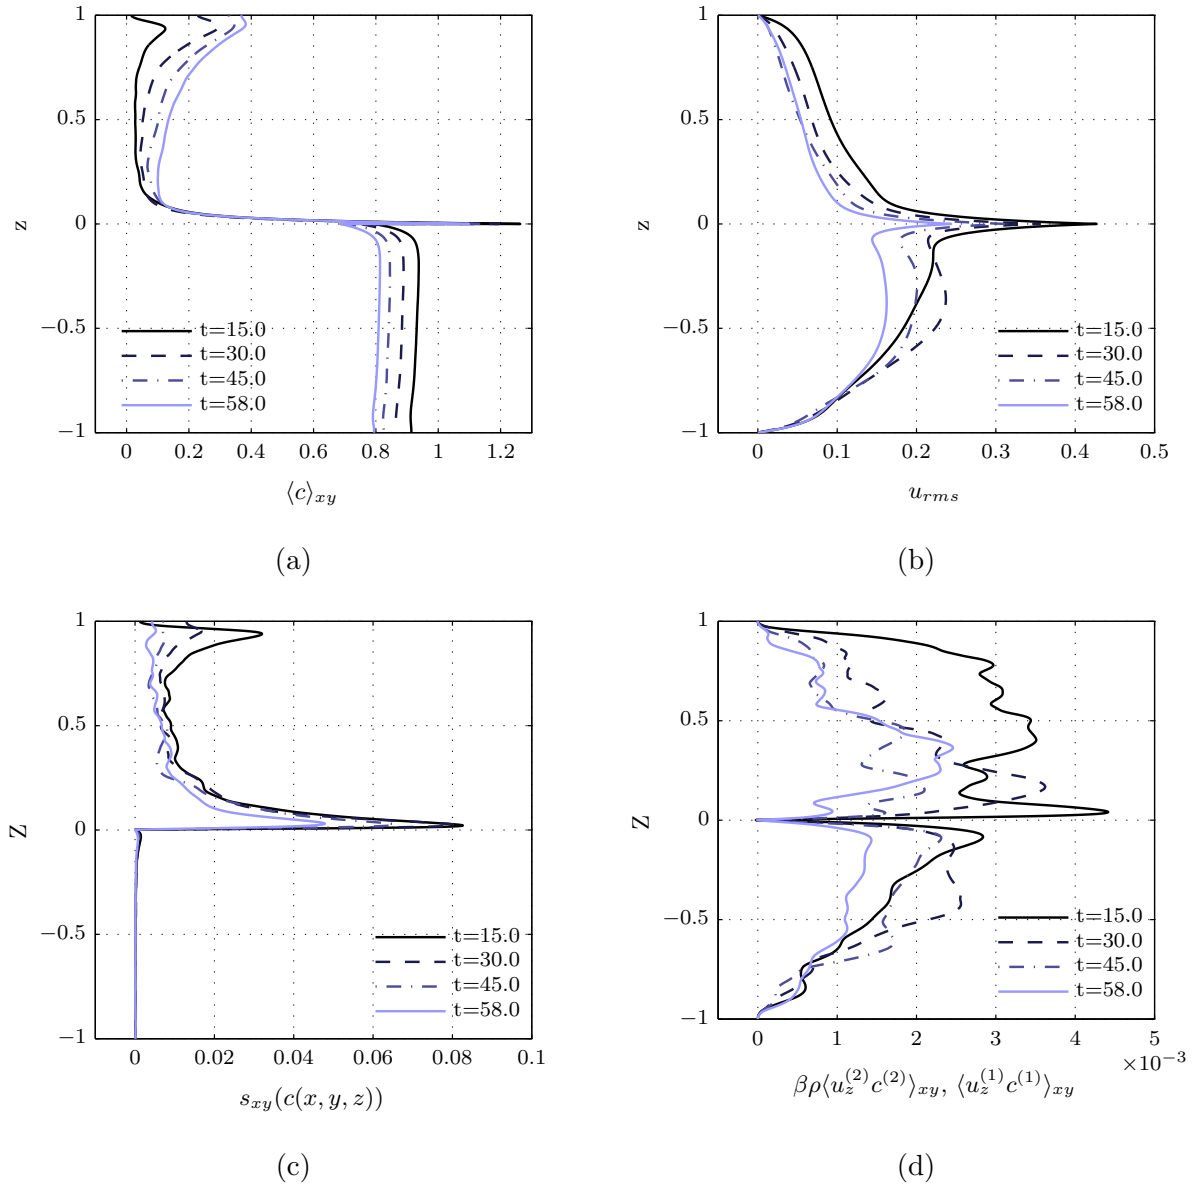 1
0.5
0
−0.5
−1
z
0
0.2
0.4
0.6
0.8
1
1.2
⟨c⟩xy
t=15.0
t=30.0
t=45.0
t=58.0
(a)
1
0.5
0
−0.5
−1
z
0
0.1
0.2
0.3
0.4
0.5
u_rms
t=15.0
t=30.0
t=45.0
t=58.0
(b)
1
0.5
0
−0.5
−1
Z
0
0.02
0.04
0.06
0.08
0.1
s_xy(c(x, y, z))
t=15.0
t=30.0
t=45.0
t=58.0
(c)
1
0.5
0
−0.5
−1
Z
0
1
2
3
4
5
×10⁻³
βρ⟨u_z^(2) c^(2)⟩xy, ⟨u_z^(1) c^(1)⟩xy
t=15.0
t=30.0
t=45.0
t=58.0
(d)